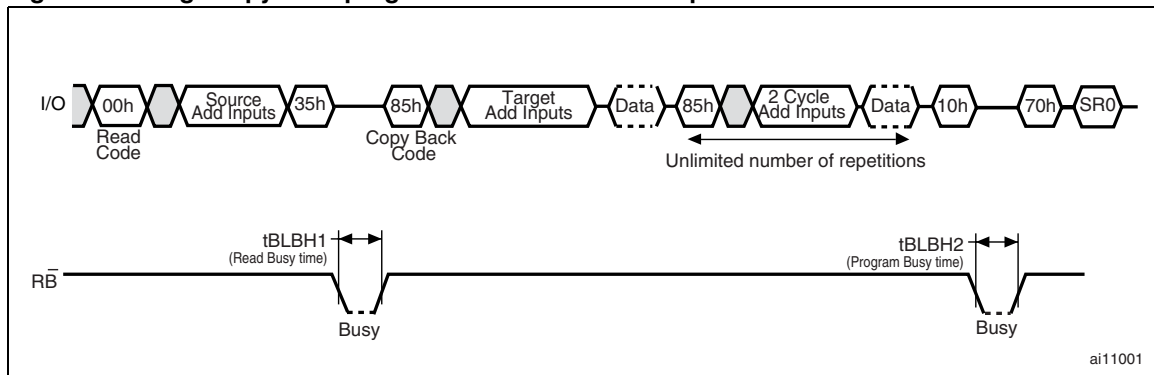 I/O 00h Source Add Inputs 35h 85h Target Add Inputs Data 85h 2 Cycle Add Inputs Data 10h 70h SR0
Read Code
Copy Back Code
Unlimited number of repetitions
tBLBH1
(Read Busy time)
tBLBH2
(Program Busy time)
RB
Busy
Busy
ai11001